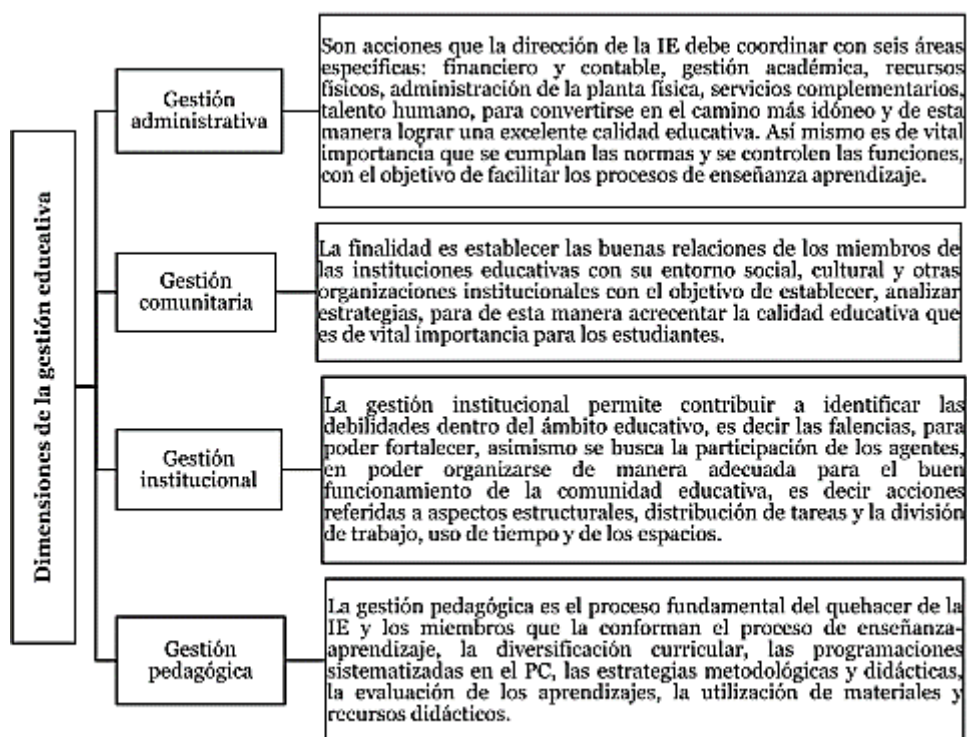 Dimensiones de la gestión educativa
Gestión
administrativa
Son acciones que la dirección de la IE debe coordinar con seis áreas
específicas: financiero y contable, gestión académica, recursos
físicos, administración de la planta física, servicios complementarios,
talento humano, para convertirse en el camino más idóneo y de esta
manera lograr una excelente calidad educativa. Así mismo es de vital
importancia que se cumplan las normas y se controlen las funciones,
con el objetivo de facilitar los procesos de enseñanza aprendizaje.
Gestión
comunitaria
La finalidad es establecer las buenas relaciones de los miembros de
las instituciones educativas con su entorno social, cultural y otras
organizaciones institucionales con el objetivo de establecer, analizar
estrategias, para de esta manera acrecentar la calidad educativa que
es de vital importancia para los estudiantes.
Gestión
institucional
La gestión institucional permite contribuir a identificar las
debilidades dentro del ámbito educativo, es decir las falencias, para
poder fortalecer, asimismo se busca la participación de los agentes,
en poder organizarse de manera adecuada para el buen
funcionamiento de la comunidad educativa, es decir acciones
referidas a aspectos estructurales, distribución de tareas y la división
de trabajo, uso de tiempo y de los espacios.
Gestión
pedagógica
La gestión pedagógica es el proceso fundamental del quehacer de la
IE y los miembros que la conforman el proceso de enseñanza-
aprendizaje, la diversificación curricular, las programaciones
sistematizadas en el PC, las estrategias metodológicas y didácticas,
la evaluación de los aprendizajes, la utilización de materiales y
recursos didácticos.